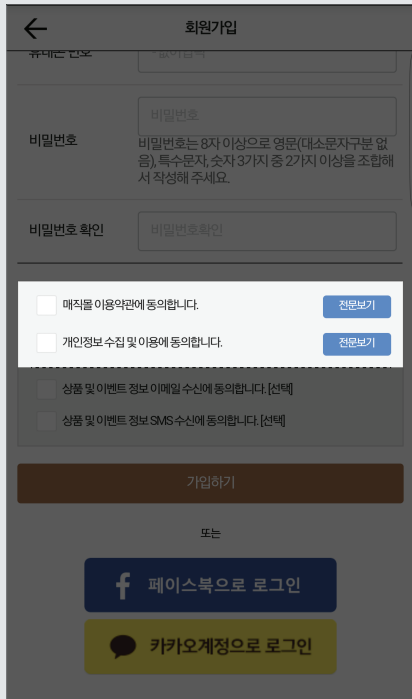 회원가입
휴대폰 번호
비밀번호
비밀번호
비밀번호는 8자 이상으로 영문(대소문자구분 없
음), 특수문자, 숫자 3가지 중 2가지 이상을 조합해
서 작성해 주세요.
비밀번호 확인
비밀번호확인
매직몰 이용약관에 동의합니다.
전문보기
개인정보 수집 및 이용에 동의합니다.
전문보기
상품 및 이벤트 정보 이메일 수신에 동의합니다. [선택]
상품 및 이벤트 정보 SMS 수신에 동의합니다. [선택]
가입하기
또는
페이스북으로 로그인
카카오계정으로 로그인